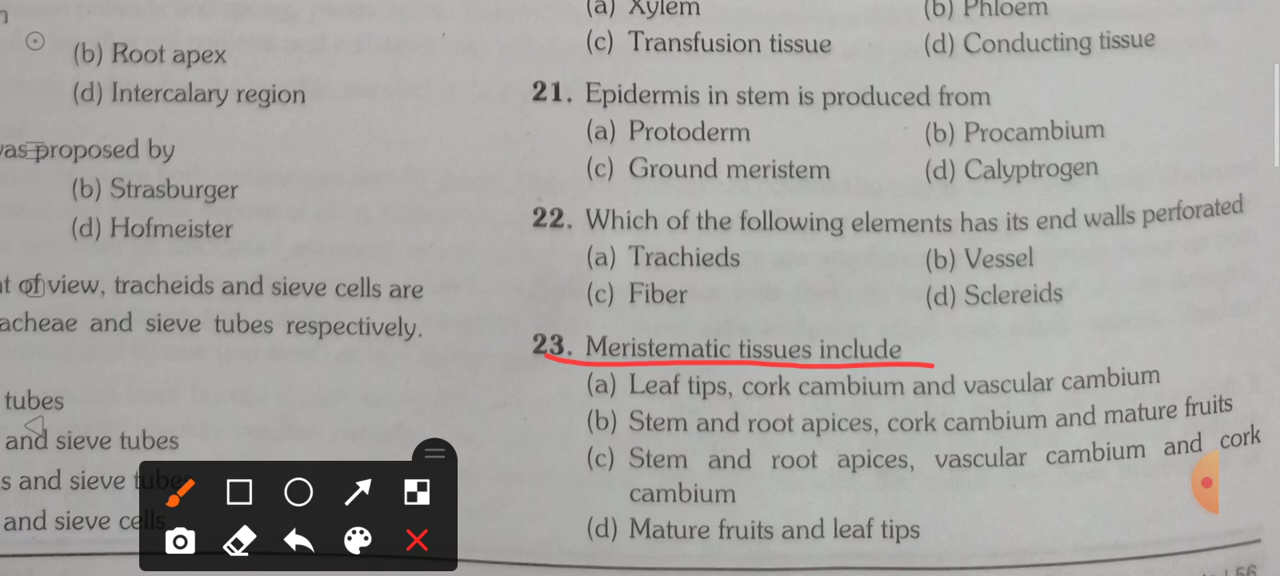 (b) Root apex
(d) Intercalary region
as proposed by
(b) Strasburger
(d) Hofmeister
of view, tracheids and sieve cells are
acheae and sieve tubes respectively.
tubes
and sieve tubes
s and sieve tubes
and sieve cells
(a) Xylem (b) Phloem
(c) Transfusion tissue (d) Conducting tissue
21. Epidermis in stem is produced from
(a) Protoderm (b) Procambium
(c) Ground meristem (d) Calyptrogen
22. Which of the following elements has its end walls perforated
(a) Trachieds (b) Vessel
(c) Fiber (d) Sclereids
23. Meristematic tissues include
(a) Leaf tips, cork cambium and vascular cambium
(b) Stem and root apices, cork cambium and mature fruits
(c) Stem and root apices, vascular cambium and cork
cambium
(d) Mature fruits and leaf tips